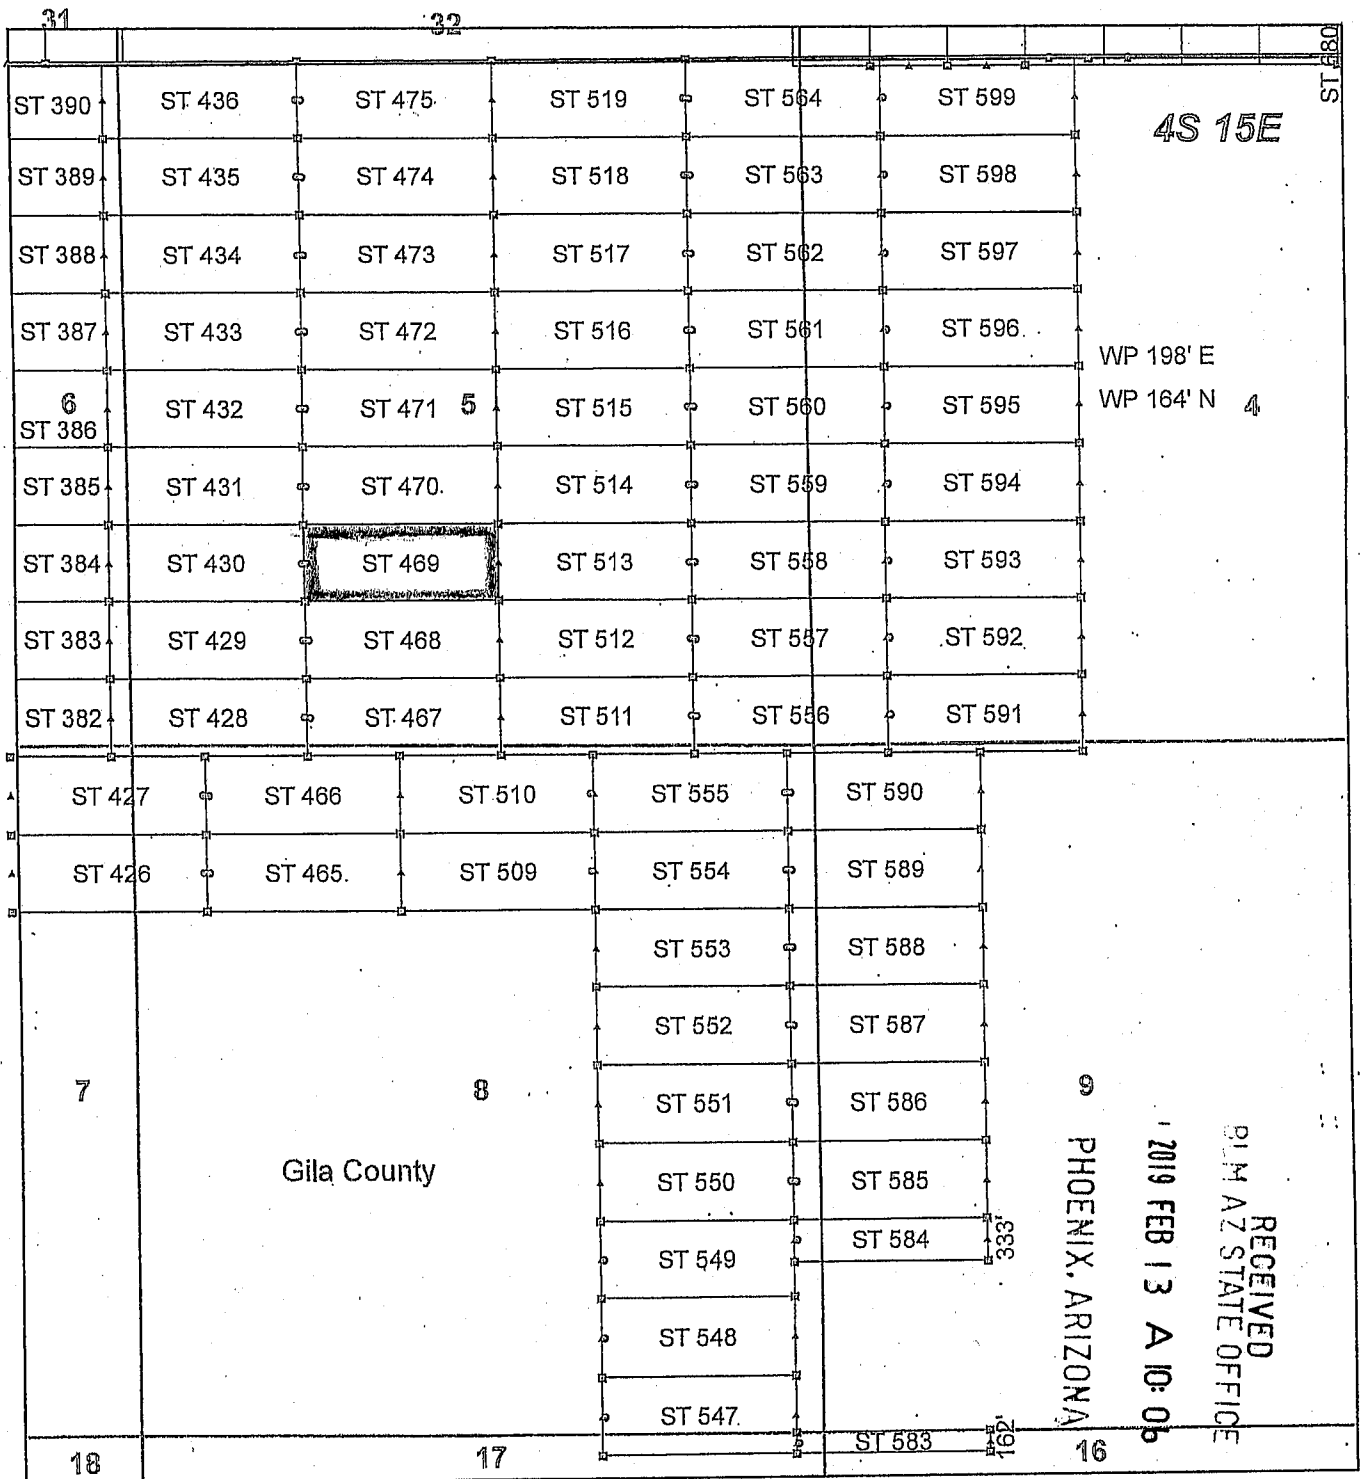 31 32
ST 680
ST 390 ST 436 ST 475 ST 519 ST 564 ST 599
4S 15E
ST 389 ST 435 ST 474 ST 518 ST 563 ST 598
ST 388 ST 434 ST 473 ST 517 ST 562 ST 597
ST 387 ST 433 ST 472 ST 516 ST 561 ST 596
WP 198' E
6 ST 432 ST 471 5 ST 515 ST 560 ST 595 WP 164' N 4
ST 386
ST 385 ST 431 ST 470 ST 514 ST 559 ST 594
ST 384 ST 430 ST 469 ST 513 ST 558 ST 593
ST 383 ST 429 ST 468 ST 512 ST 557 ST 592
ST 382 ST 428 ST 467 ST 511 ST 556 ST 591
ST 427 ST 466 ST 510 ST 555 ST 590
ST 426 ST 465 ST 509 ST 554 ST 589
ST 553 ST 588
ST 552 ST 587
7 8 ST 551 ST 586 9
Gila County ST 550 ST 585
ST 584 333'
ST 549
ST 548
ST 547
ST 583 162'
18 17 16
RECEIVED
BLM AZ STATE OFFICE
2019 FEB 13 A 10: 06
PHOENIX, ARIZONA